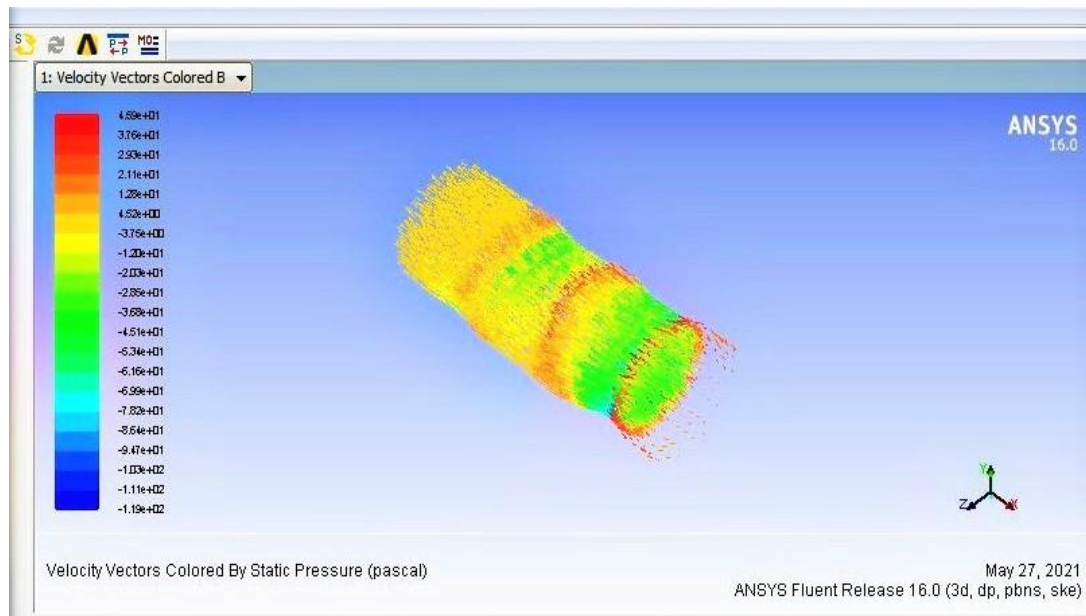 S
P P
MO
1: Velocity Vectors Colored B
4.59e+01
3.76e+01
2.93e+01
2.11e+01
1.28e+01
4.52e+00
-3.75e+00
-1.20e+01
-2.03e+01
-2.85e+01
-3.68e+01
-4.51e+01
-5.34e+01
-6.16e+01
-6.99e+01
-7.82e+01
-8.64e+01
-9.47e+01
-1.03e+02
-1.11e+02
-1.19e+02
ANSYS
16.0
Y
Z X
Velocity Vectors Colored By Static Pressure (pascal)
May 27, 2021
ANSYS Fluent Release 16.0 (3d, dp, pbns, ske)